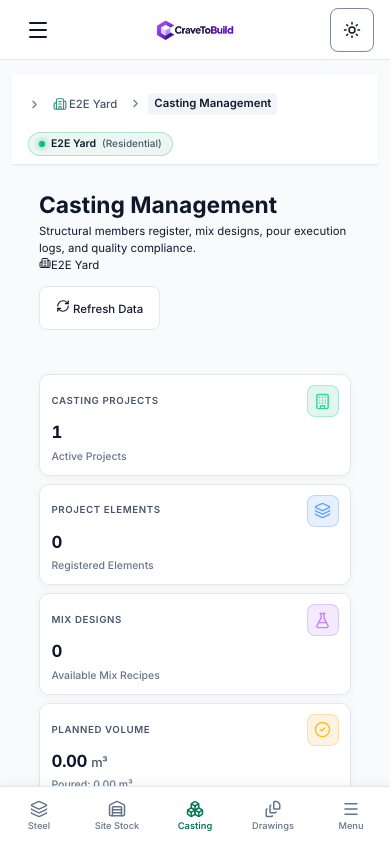 CraveToBuild
E2E Yard
Casting Management
E2E Yard (Residential)
Casting Management
Structural members register, mix designs, pour execution
logs, and quality compliance.
E2E Yard
Refresh Data
CASTING PROJECTS
1
Active Projects
PROJECT ELEMENTS
0
Registered Elements
MIX DESIGNS
0
Available Mix Recipes
PLANNED VOLUME
0.00 m³
Poured: 0.00 m³
Steel
Site Stock
Casting
Drawings
Menu